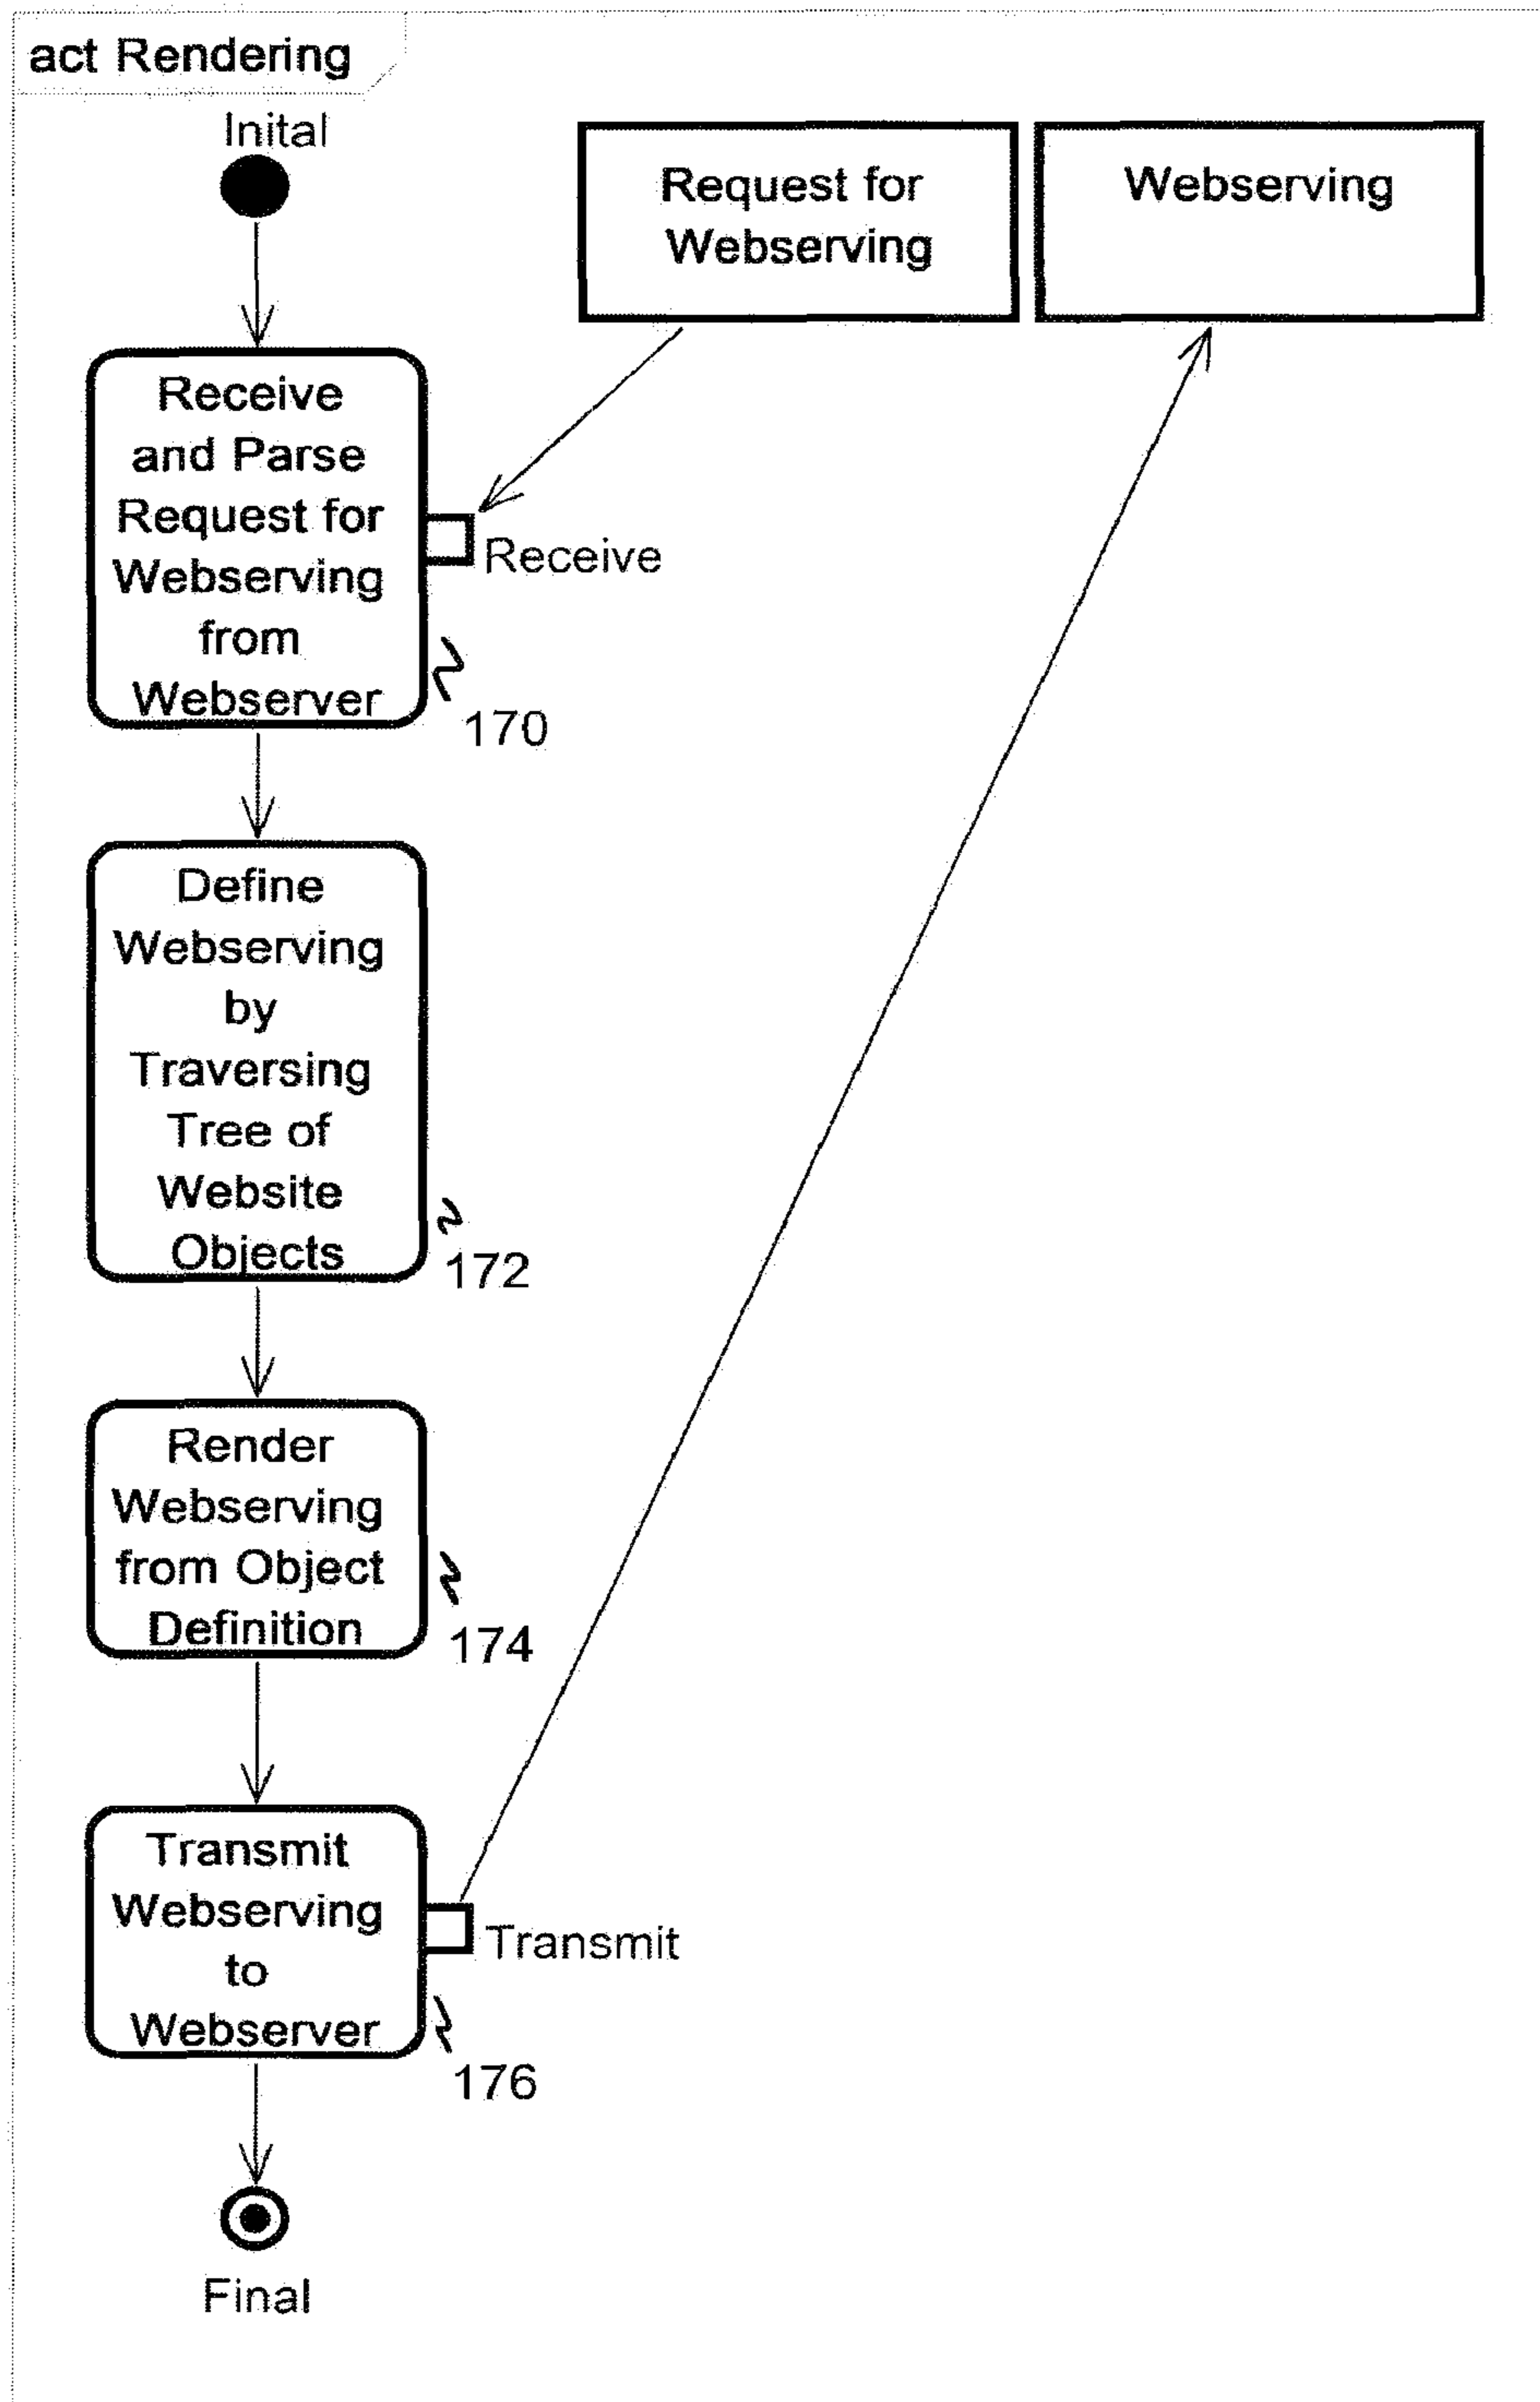 act Rendering
Inital
Request for
Webserving
Webserving
Receive
and Parse
Request for
Webserving
from
Webserver
Receive
170
Define
Webserving
by
Traversing
Tree of
Website
Objects
172
Render
Webserving
from Object
Definition
174
Transmit
Webserving
to
Webserver
Transmit
176
Final